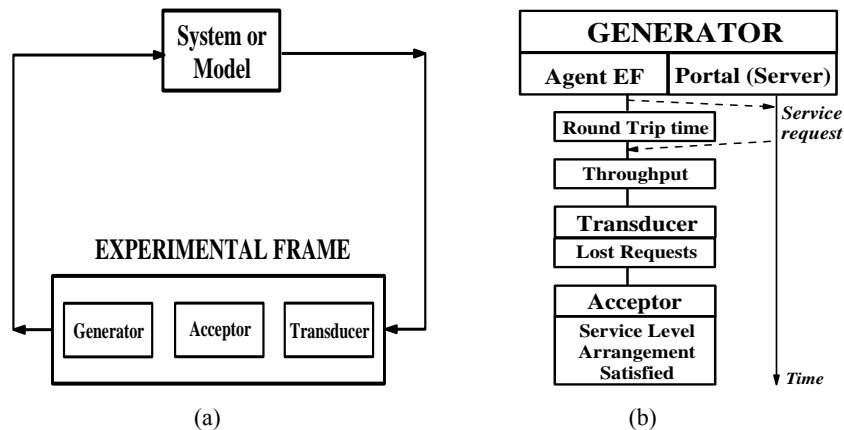 System or
Model
EXPERIMENTAL FRAME
Generator
Acceptor
Transducer
(a)
GENERATOR
Agent EF
Portal (Server)
Service
request
Round Trip time
Throughput
Transducer
Lost Requests
Acceptor
Service Level
Arrangement
Satisfied
Time
(b)